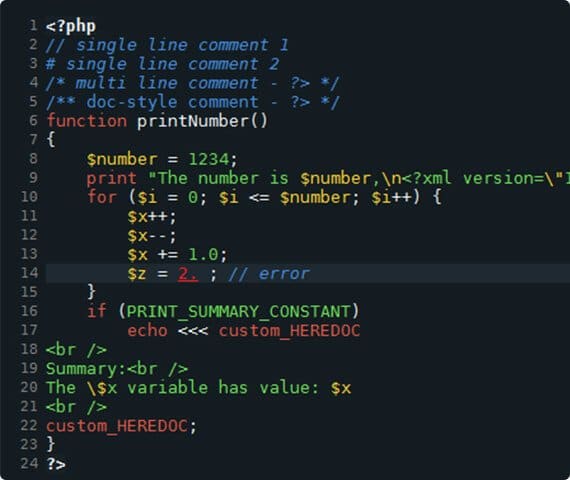 1 <?php
2 // single line comment 1
3 # single line comment 2
4 /* multi line comment - ?> */
5 /** doc-style comment - ?> */
6 function printNumber()
7 {
8     $number = 1234;
9     print "The number is $number,\n<?xml version=\"1
10     for ($i = 0; $i <= $number; $i++) {
11         $x++;
12         $x--;
13         $x += 1.0;
14         $z = 2. ; // error
15     }
16     if (PRINT_SUMMARY_CONSTANT)
17         echo <<< custom_HEREDOC
18 <br />
19 Summary:<br />
20 The \$x variable has value: $x
21 <br />
22 custom_HEREDOC;
23 }
24 ?>